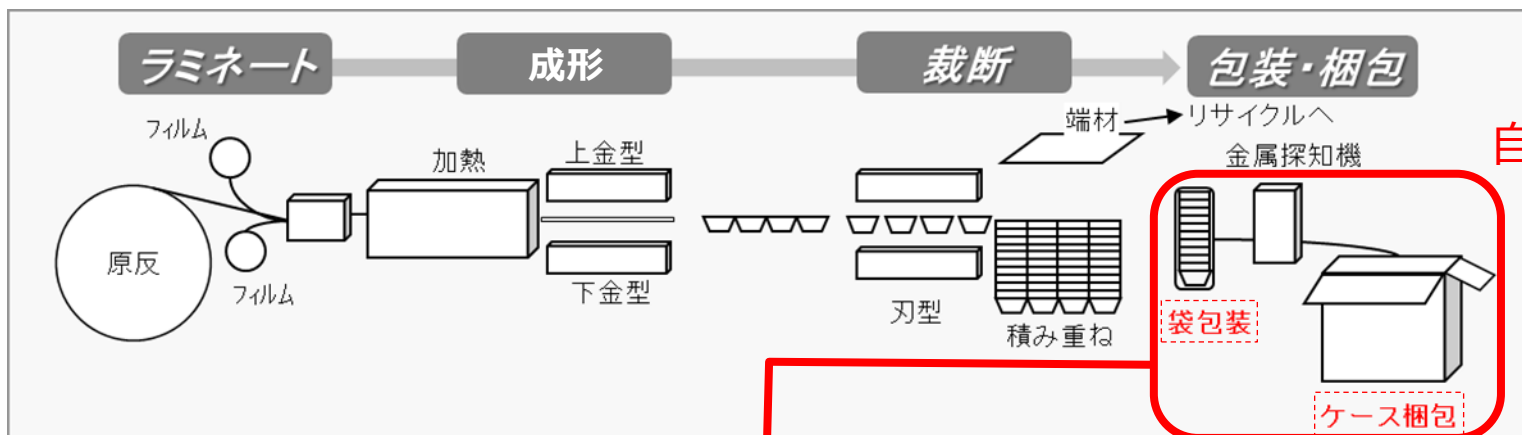 ラミネート
成形
裁断
包装・梱包
フィルム
加熱
上金型
端材
リサイクルへ
金属探知機
自
原反
フィルム
下金型
刃型
積み重ね
袋包装
ケース梱包